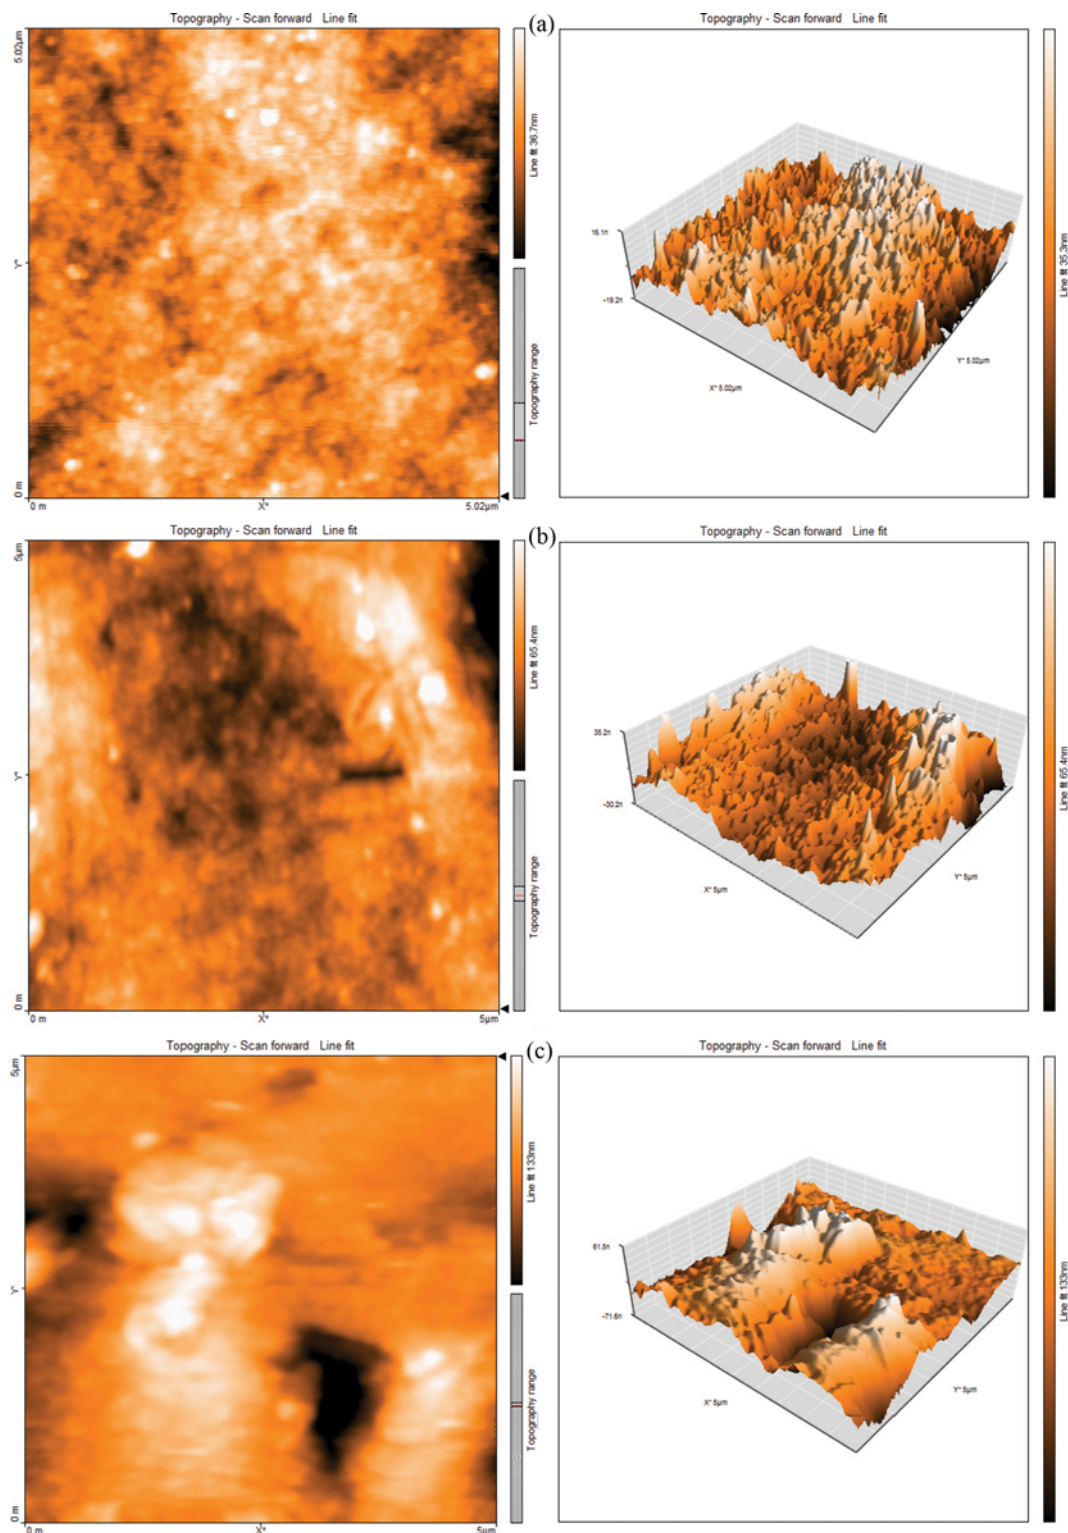 Topography - Scan forward Line fit
(a)
Topography - Scan forward Line fit
5.02µm
Y*
0 m
0 m
X*
5.02µm
Line fit 36.7nm
Topography range
16.1n
-19.2n
X* 5.02µm
Y* 5.02µm
Line fit 35.3nm
Topography - Scan forward Line fit
(b)
Topography - Scan forward Line fit
5µm
Y*
0 m
0 m
X*
5µm
Line fit 65.4nm
Topography range
35.2n
-30.2n
X* 5µm
Y* 5µm
Line fit 65.4nm
Topography - Scan forward Line fit
(c)
Topography - Scan forward Line fit
5µm
Y*
0 m
0 m
X*
5µm
Line fit 133nm
Topography range
61.5n
-71.6n
X* 5µm
Y* 5µm
Line fit 133nm